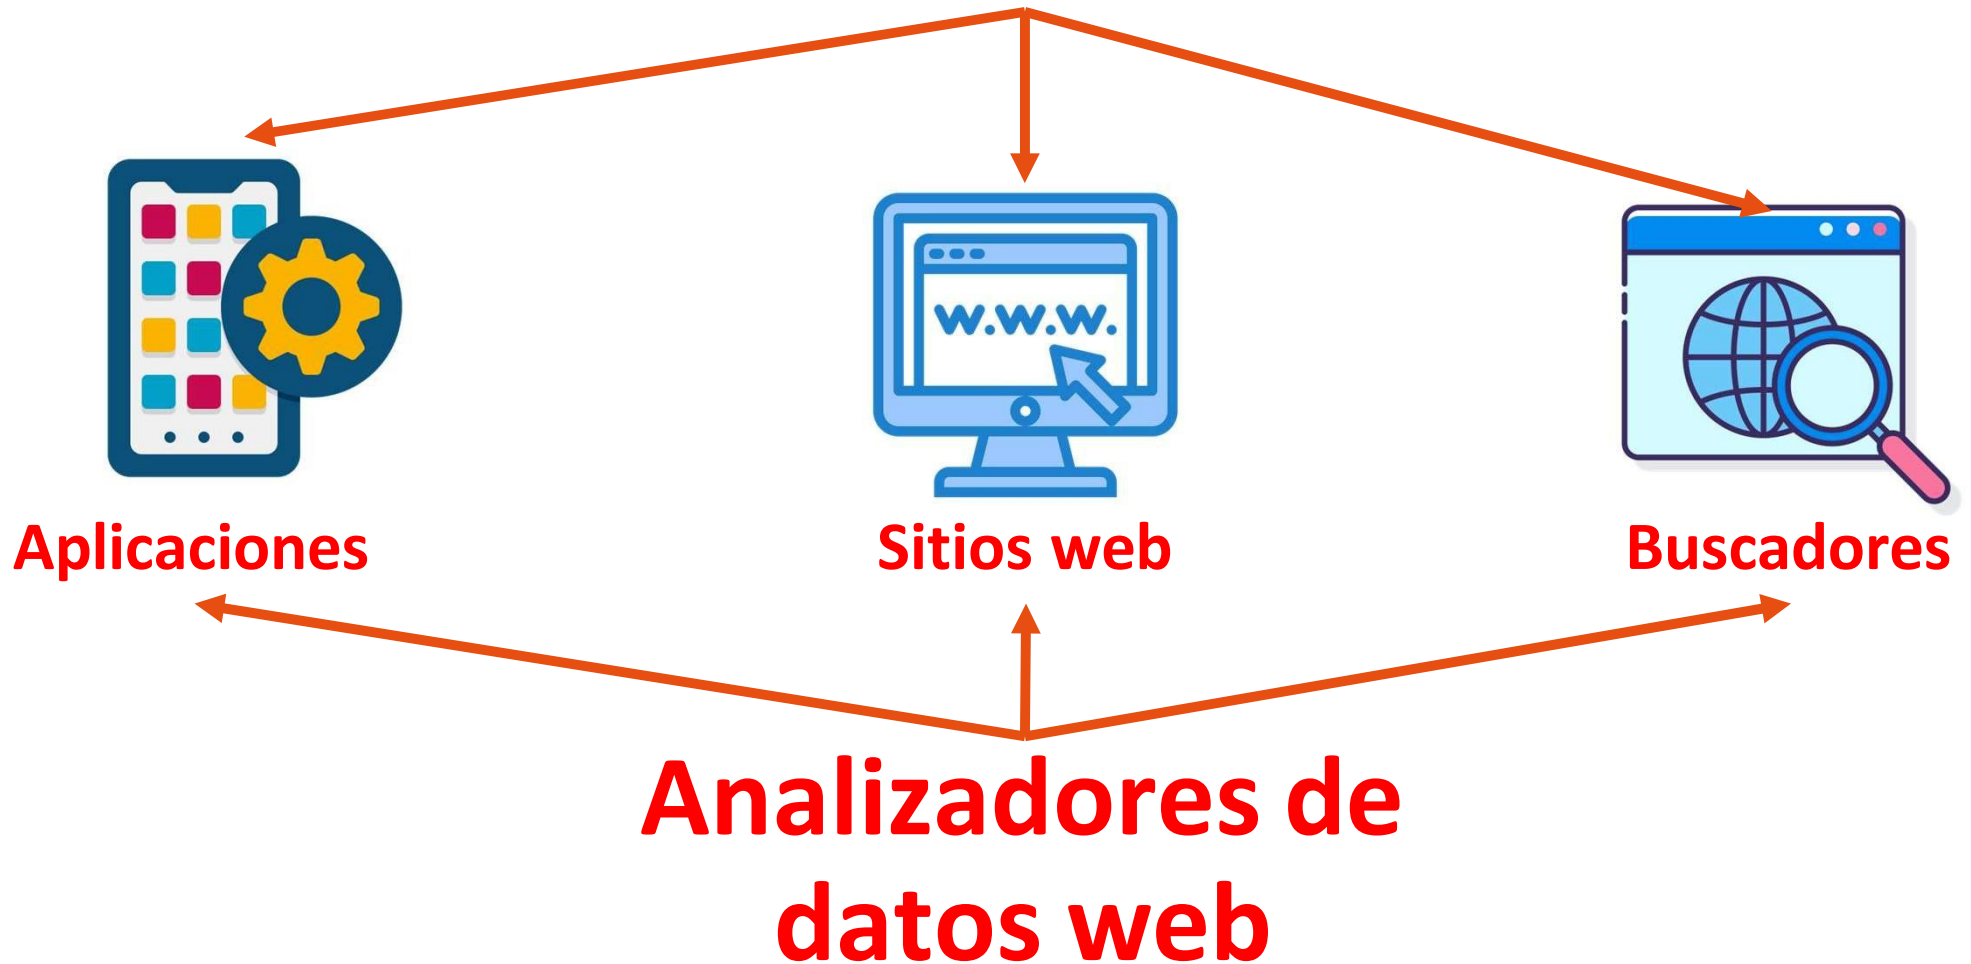 w.w.w.
Aplicaciones
Sitios web
Buscadores
Analizadores de
datos web